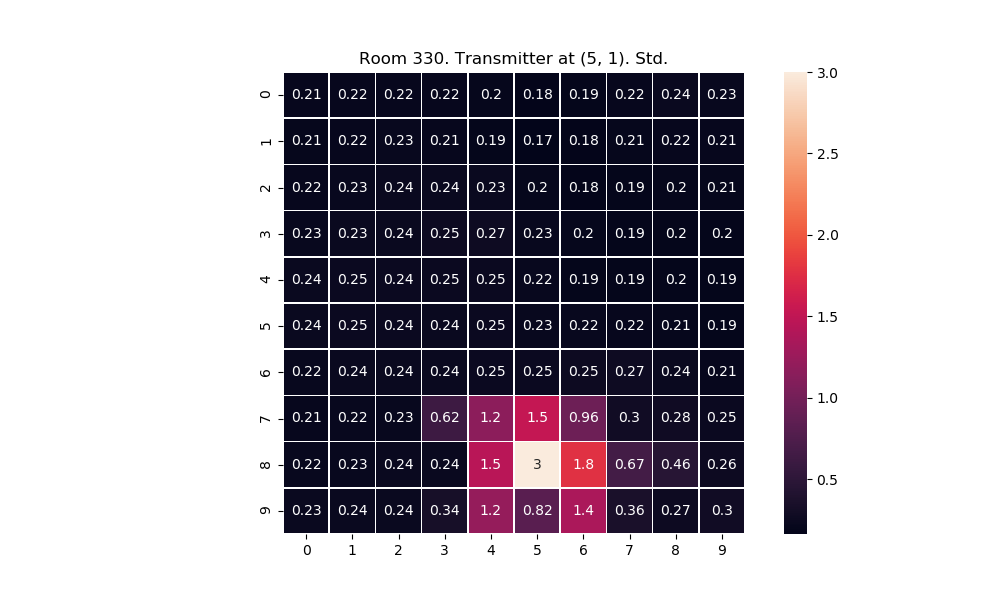 Room 330. Transmitter at (5, 1). Std.
0 0.21 0.22 0.22 0.22 0.2 0.18 0.19 0.22 0.24 0.23
1 0.21 0.22 0.23 0.21 0.19 0.17 0.18 0.21 0.22 0.21
2 0.22 0.23 0.24 0.24 0.23 0.2 0.18 0.19 0.2 0.21
3 0.23 0.23 0.24 0.25 0.27 0.23 0.2 0.19 0.2 0.2
4 0.24 0.25 0.24 0.25 0.25 0.22 0.19 0.19 0.2 0.19
5 0.24 0.25 0.24 0.24 0.25 0.23 0.22 0.22 0.21 0.19
6 0.22 0.24 0.24 0.24 0.25 0.25 0.25 0.27 0.24 0.21
7 0.21 0.22 0.23 0.62 1.2 1.5 0.96 0.3 0.28 0.25
8 0.22 0.23 0.24 0.24 1.5 3 1.8 0.67 0.46 0.26
9 0.23 0.24 0.24 0.34 1.2 0.82 1.4 0.36 0.27 0.3
0 1 2 3 4 5 6 7 8 9
3.0
2.5
2.0
1.5
1.0
0.5